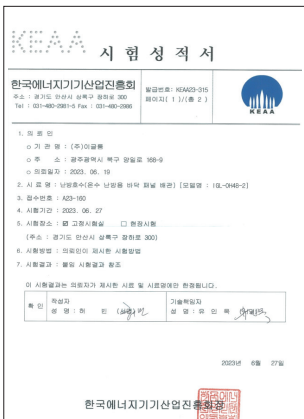 KEAA
시 험 성 적 서
한국에너지기기산업진흥회
주소 : 경기도 안산시 상록구 장하로 300
Tel : 031-480-2981~5 Fax : 031-480-2986
발급번호: KEAA23-315
페이지( 1 )/(총 2 )
KEAA
1. 의 뢰 인
o 기 관 명 : (주)이글룸
o 주 소 : 광주광역시 북구 망일로 168-9
o 의뢰일자 : 2023. 06. 19
2. 시 료 명 : 난방호수(온수 난방용 바닥 패널 배관) [모델명 : IGL-OH48-2]
3. 접수번호 : A23-160
4. 시험기간 : 2023. 06. 27
5. 시험장소 : ☑ 고정시험실 □ 현장시험
(주소 : 경기도 안산시 상록구 장하로 300)
6. 시험방법 : 의뢰인이 제시한 시험방법
7. 시험결과 : 붙임 시험결과 참조
이 시험결과는 의뢰자가 제시한 시료 및 시료명에만 한정됩니다.
확 인
작성자
성 명 : 허 빈
기술책임자
성 명 : 유 인 욱
2023년 6월 27일
한국에너지기기산업진흥회장